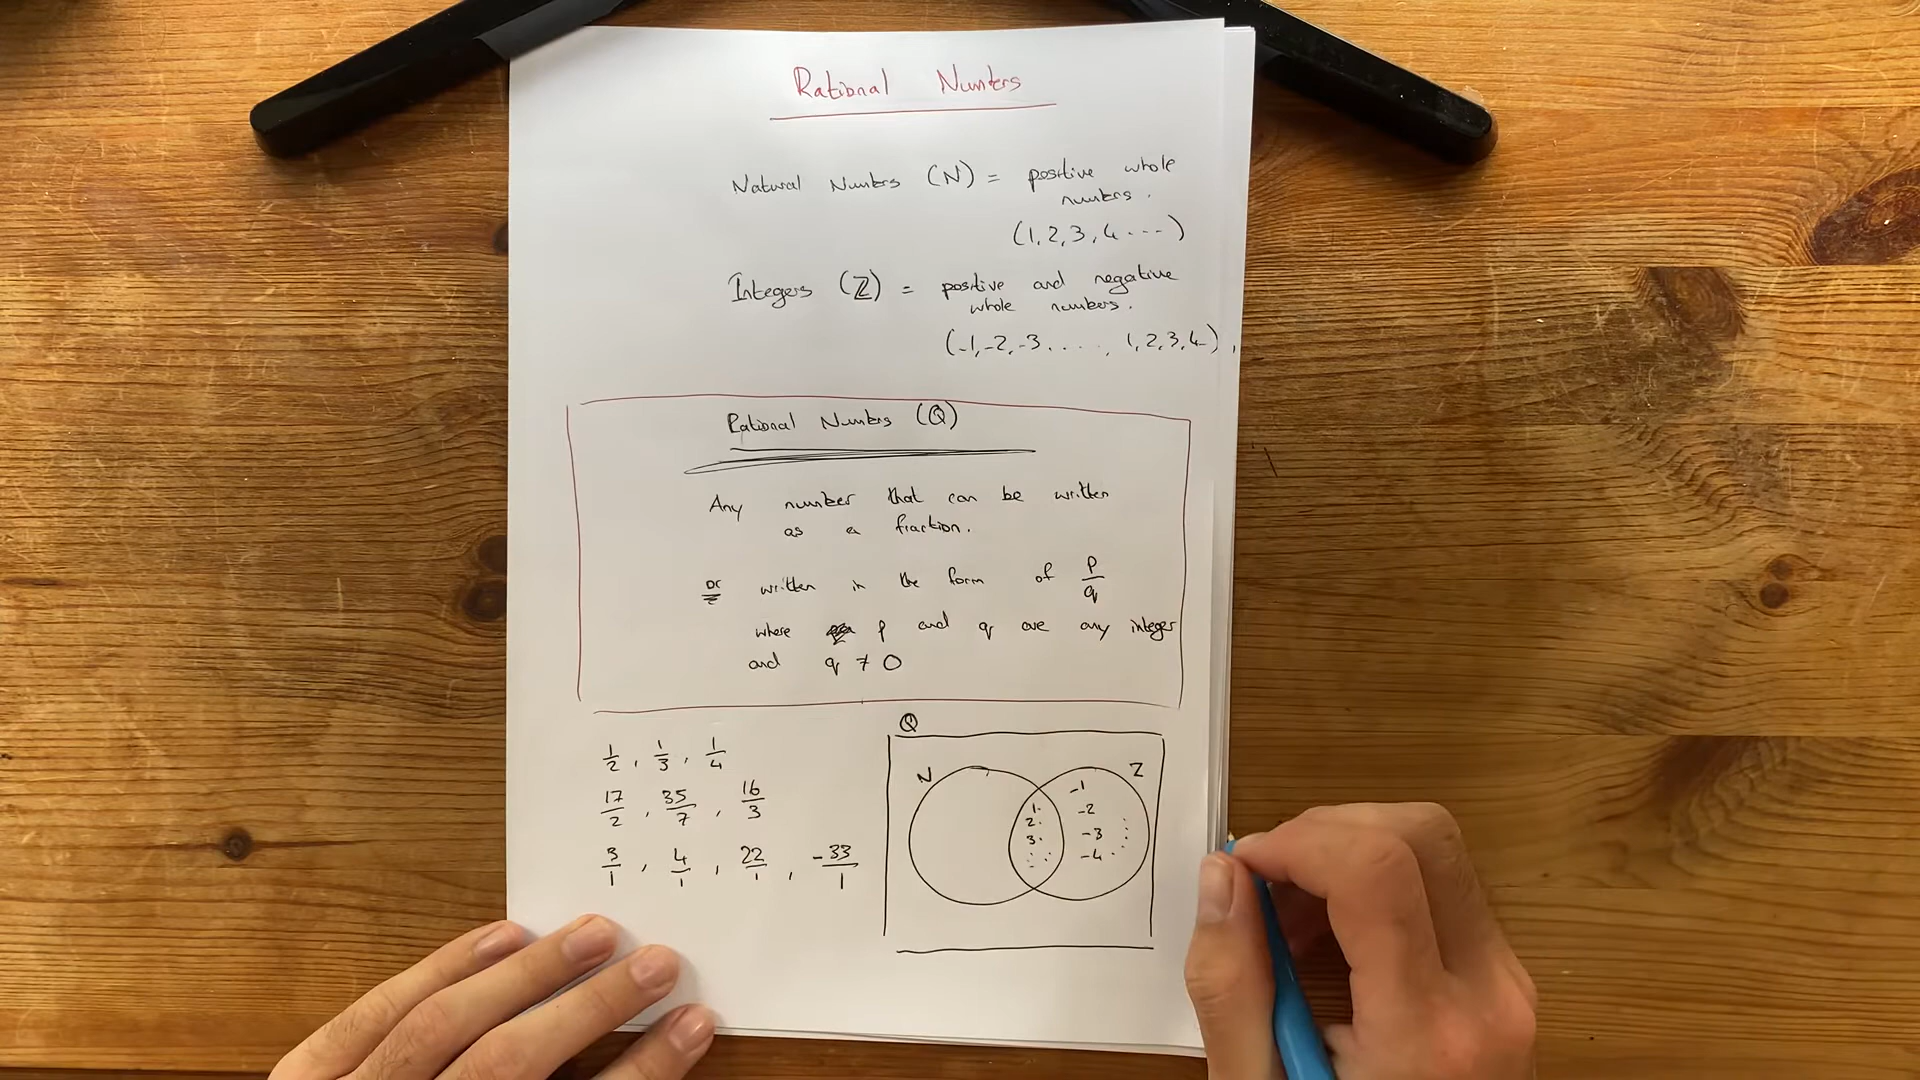 Rational Numbers
Natural Numbers (N) = positive whole
numbers.
(1, 2, 3, 4 ....)
Integers (ℤ) = positive and negative
whole numbers.
(-1, -2, -3 ...., 1, 2, 3, 4),
Rational Numbers (ℚ)
Any number that can be written
as a fraction.
or written in the form of p/q
where p and q are any integer
and q ≠ 0
1/2, 1/3, 1/4
17/2, 35/7, 16/3
3/1, 4/1, 22/1, -33/1
ℚ
N Z
-1
1. -2
2.
3. -3
-4